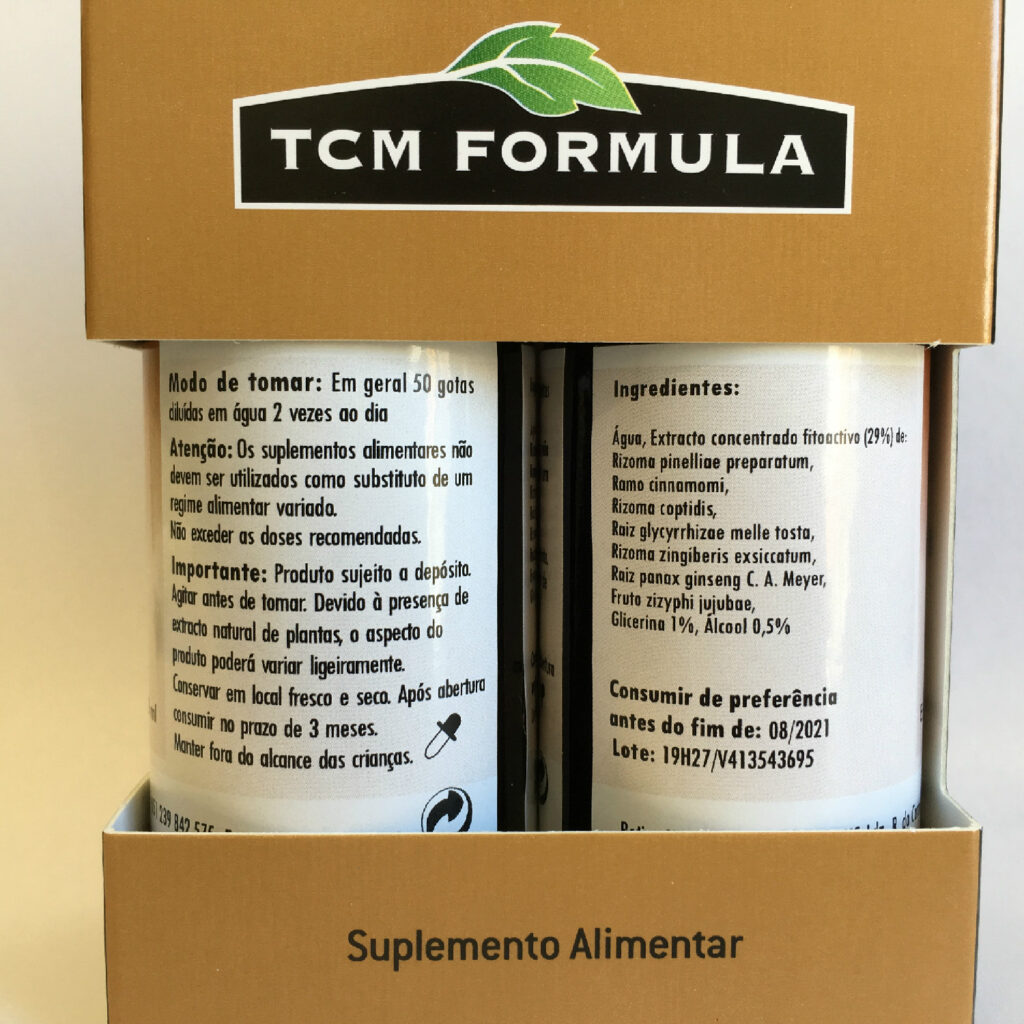 TCM FORMULA
Modo de tomar: Em geral 50 gotas
diluídas em água 2 vezes ao dia
Atenção: Os suplementos alimentares não
devem ser utilizados como substituto de um
regime alimentar variado.
Não exceder as doses recomendadas.
Importante: Produto sujeito a depósito.
Agitar antes de tomar. Devido à presença de
extracto natural de plantas, o aspecto do
produto poderá variar ligeiramente.
Conservar em local fresco e seco. Após abertura
consumir no prazo de 3 meses.
Manter fora do alcance das crianças.
239 842 575
Ingredientes:
Água, Extracto concentrado fitoactivo (29%) de:
Rizoma pinelliae preparatum,
Ramo cinnamomi,
Rizoma coptidis,
Raiz glycyrrhizae melle tosta,
Rizoma zingiberis exsiccatum,
Raiz panax ginseng C. A. Meyer,
Fruto zizyphi jujubae,
Glicerina 1%, Álcool 0,5%
Consumir de preferência
antes do fim de: 08/2021
Lote: 19H27/V413543695
Suplemento Alimentar